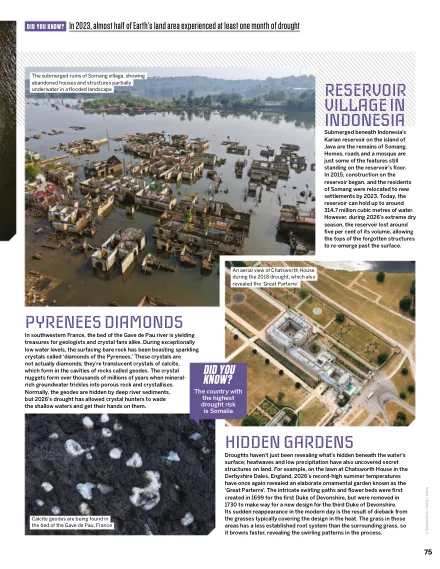 DID YOU KNOW? In 2023, almost half of Earth's land area experienced at least one month of drought
The submerged ruins of Somang village, showing
abandoned houses and structures partially
underwater in a flooded landscape
RESERVOIR
VILLAGE IN
INDONESIA
Submerged beneath Indonesia's
Karian reservoir on the island of
Java are the remains of Somang.
Homes, roads and a mosque are
just some of the features still
standing on the reservoir's floor.
In 2015, construction on the
reservoir began, and the residents
of Somang were relocated to new
settlements by 2023. Today, the
reservoir can hold up to around
314.7 million cubic metres of water.
However, during 2026's extreme dry
season, the reservoir lost around
five per cent of its volume, allowing
the tops of the forgotten structures
to re-emerge past the surface.
An aerial view of Chatsworth House
during the 2018 drought, which also
revealed the 'Great Parterre'
PYRENEES DIAMONDS
In southwestern France, the bed of the Gave de Pau river is yielding
treasures for geologists and crystal fans alike. During exceptionally
low water levels, the surfacing bare rock has been boasting sparkling
crystals called 'diamonds of the Pyrenees.' These crystals are
not actually diamonds; they're translucent crystals of calcite,
which form in the cavities of rocks called geodes. The crystal
nuggets form over thousands of millions of years when mineral-
rich groundwater trickles into porous rock and crystallises.
Normally, the geodes are hidden by deep river sediments,
but 2026's drought has allowed crystal hunters to wade
the shallow waters and get their hands on them.
DID YOU
KNOW?
The country with
the highest
drought risk
is Somalia
Calcite geodes are being found in
the bed of the Gave de Pau, France
HIDDEN GARDENS
Droughts haven't just been revealing what's hidden beneath the water's
surface; heatwaves and low precipitation have also uncovered secret
structures on land. For example, on the lawn at Chatsworth House in the
Derbyshire Dales, England, 2026's record-high summer temperatures
have once again revealed an elaborate ornamental garden known as the
'Great Parterre'. The intricate swirling paths and flower beds were first
created in 1699 for the first Duke of Devonshire, but were removed in
1730 to make way for a new design for the third Duke of Devonshire.
Its sudden reappearance in the modern day is the result of dieback from
the grasses typically covering the design in the heat. The grass in those
areas has a less established root system than the surrounding grass, so
it browns faster, revealing the swirling patterns in the process.
75